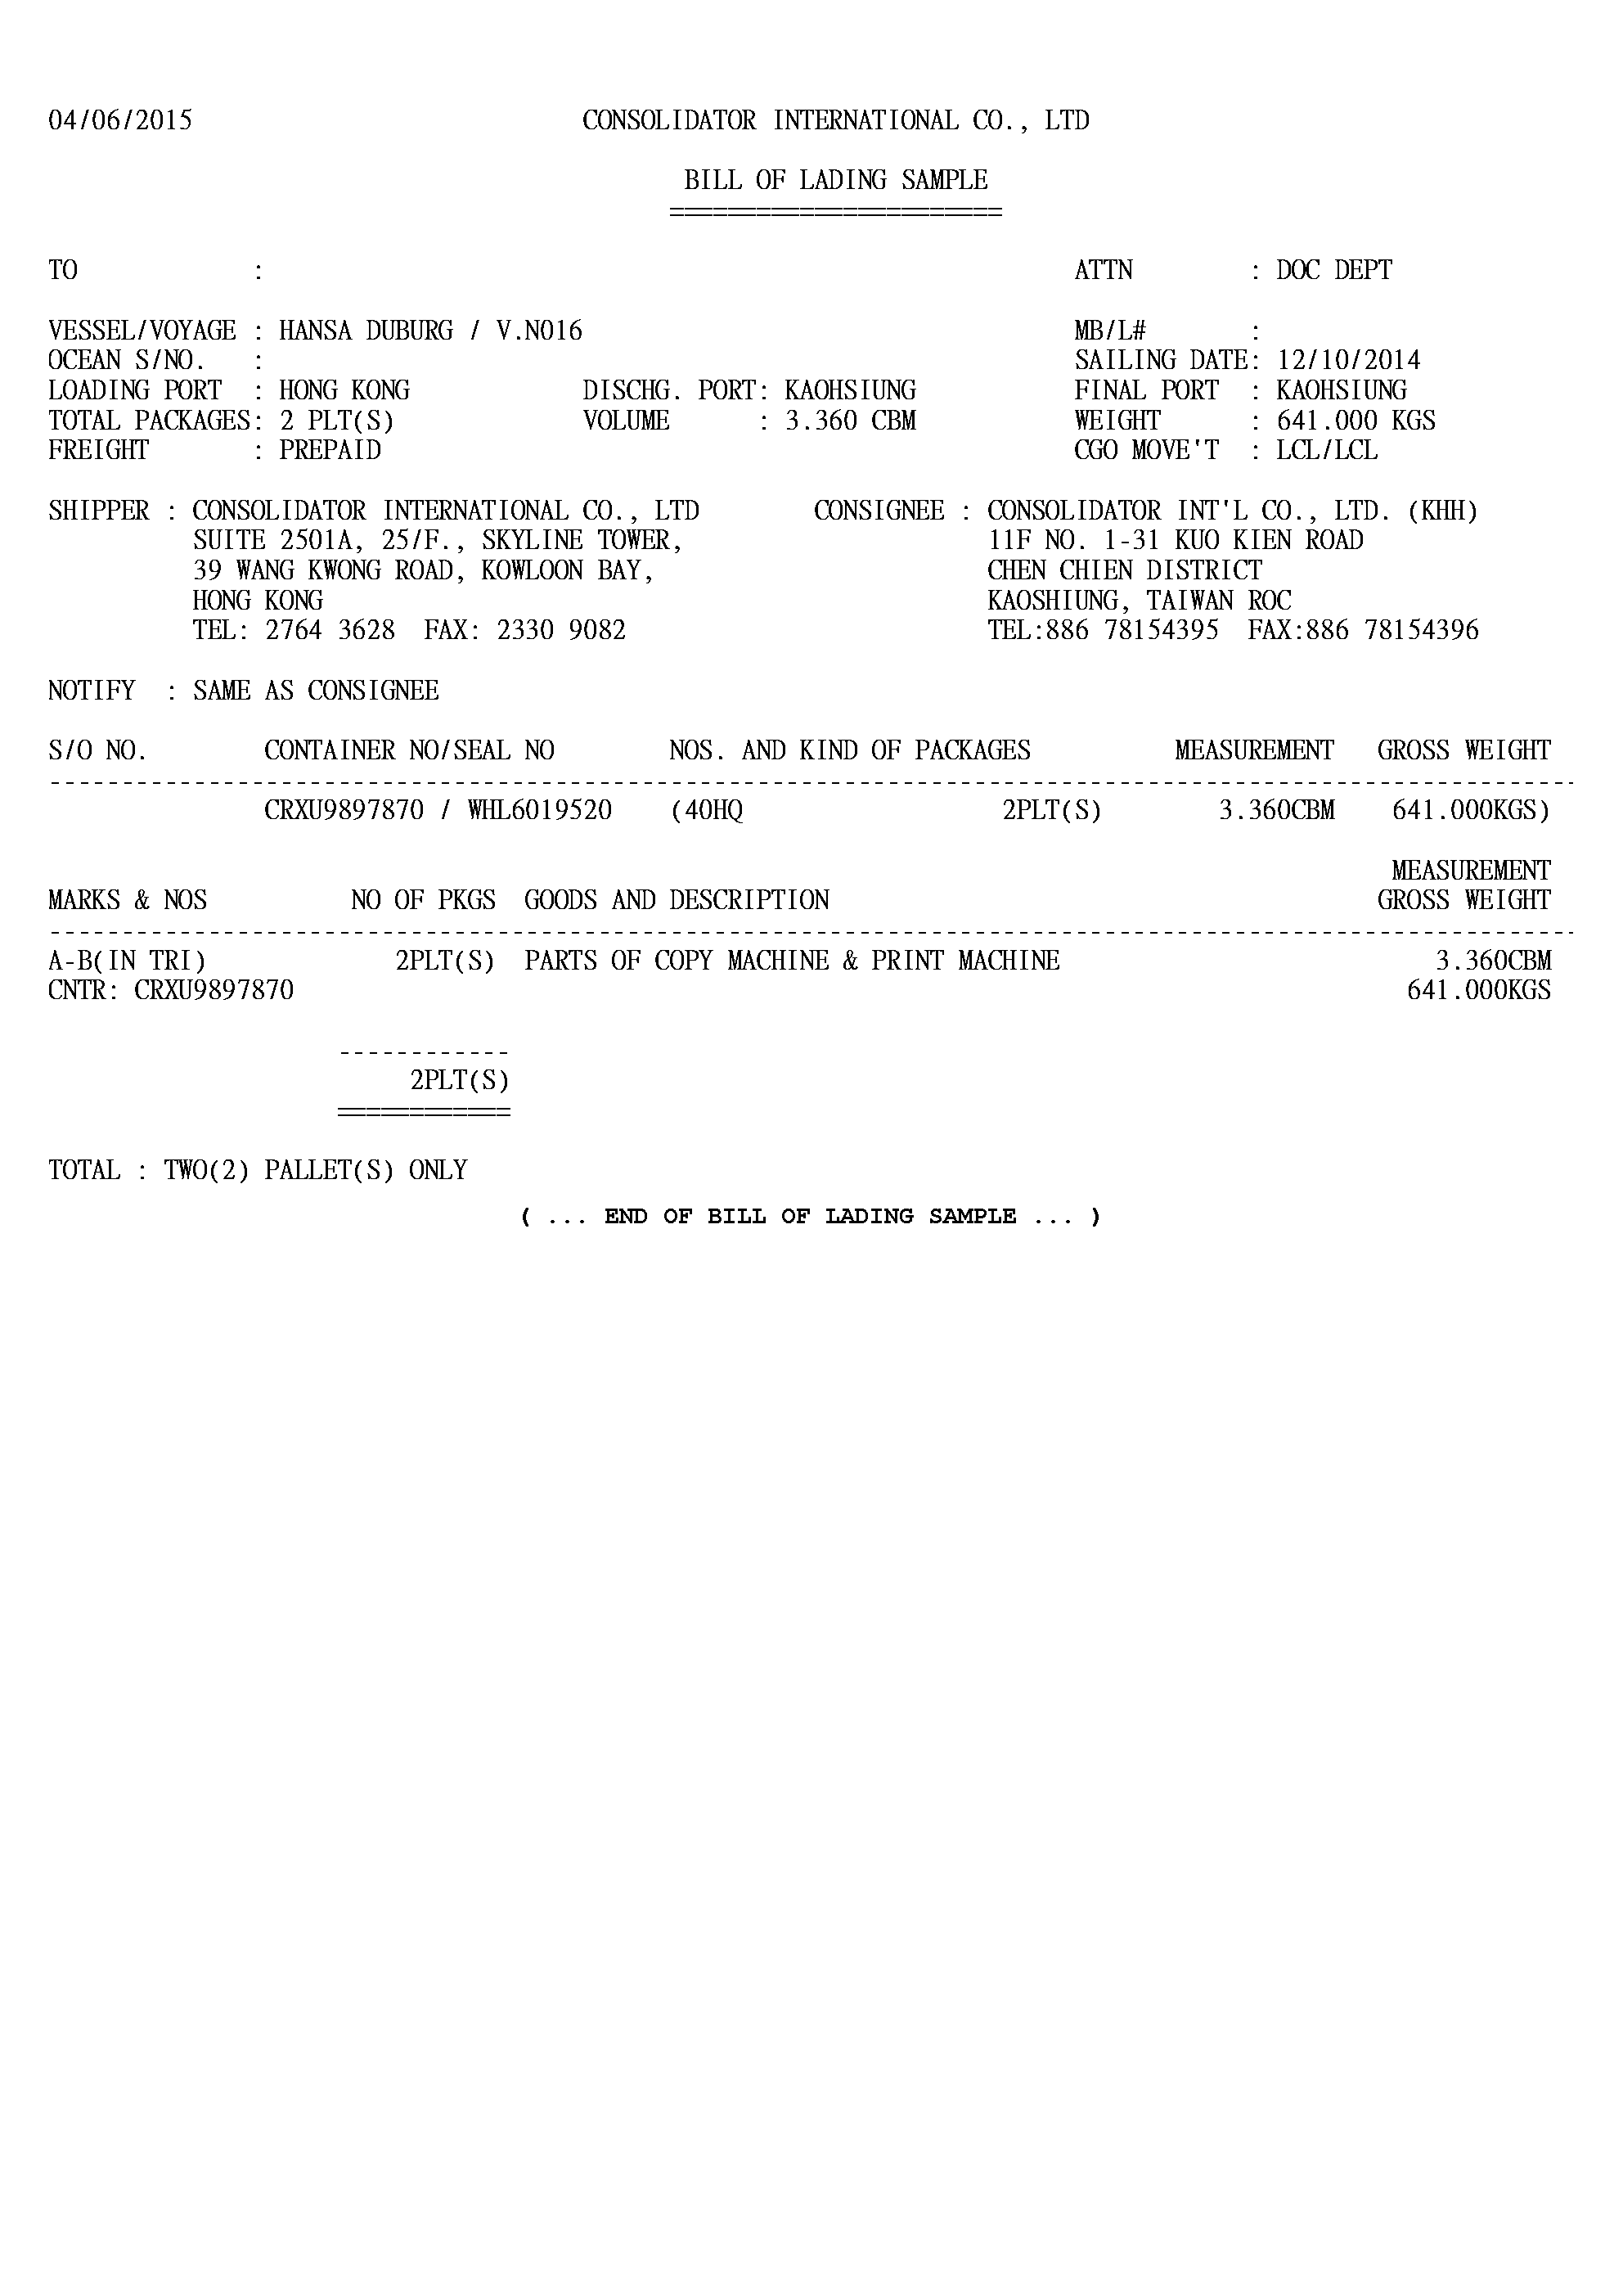 04/06/2015 CONSOLIDATOR INTERNATIONAL CO., LTD
BILL OF LADING SAMPLE
=======================
TO : ATTN : DOC DEPT
VESSEL/VOYAGE : HANSA DUBURG / V.N016 MB/L# :
OCEAN S/NO. : SAILING DATE: 12/10/2014
LOADING PORT : HONG KONG DISCHG. PORT: KAOHSIUNG FINAL PORT : KAOHSIUNG
TOTAL PACKAGES: 2 PLT(S) VOLUME : 3.360 CBM WEIGHT : 641.000 KGS
FREIGHT : PREPAID CGO MOVE'T : LCL/LCL
SHIPPER : CONSOLIDATOR INTERNATIONAL CO., LTD CONSIGNEE : CONSOLIDATOR INT'L CO., LTD. (KHH)
SUITE 2501A, 25/F., SKYLINE TOWER, 11F NO. 1-31 KUO KIEN ROAD
39 WANG KWONG ROAD, KOWLOON BAY, CHEN CHIEN DISTRICT
HONG KONG KAOSHIUNG, TAIWAN ROC
TEL: 2764 3628 FAX: 2330 9082 TEL:886 78154395 FAX:886 78154396
NOTIFY : SAME AS CONSIGNEE
S/O NO. CONTAINER NO/SEAL NO NOS. AND KIND OF PACKAGES MEASUREMENT GROSS WEIGHT
CRXU9897870 / WHL6019520 (40HQ 2PLT(S) 3.360CBM 641.000KGS)
MEASUREMENT
MARKS & NOS NO OF PKGS GOODS AND DESCRIPTION GROSS WEIGHT
A-B(IN TRI) 2PLT(S) PARTS OF COPY MACHINE & PRINT MACHINE 3.360CBM
CNTR: CRXU9897870 641.000KGS
------------
2PLT(S)
============
TOTAL : TWO(2) PALLET(S) ONLY
( ... END OF BILL OF LADING SAMPLE ... )